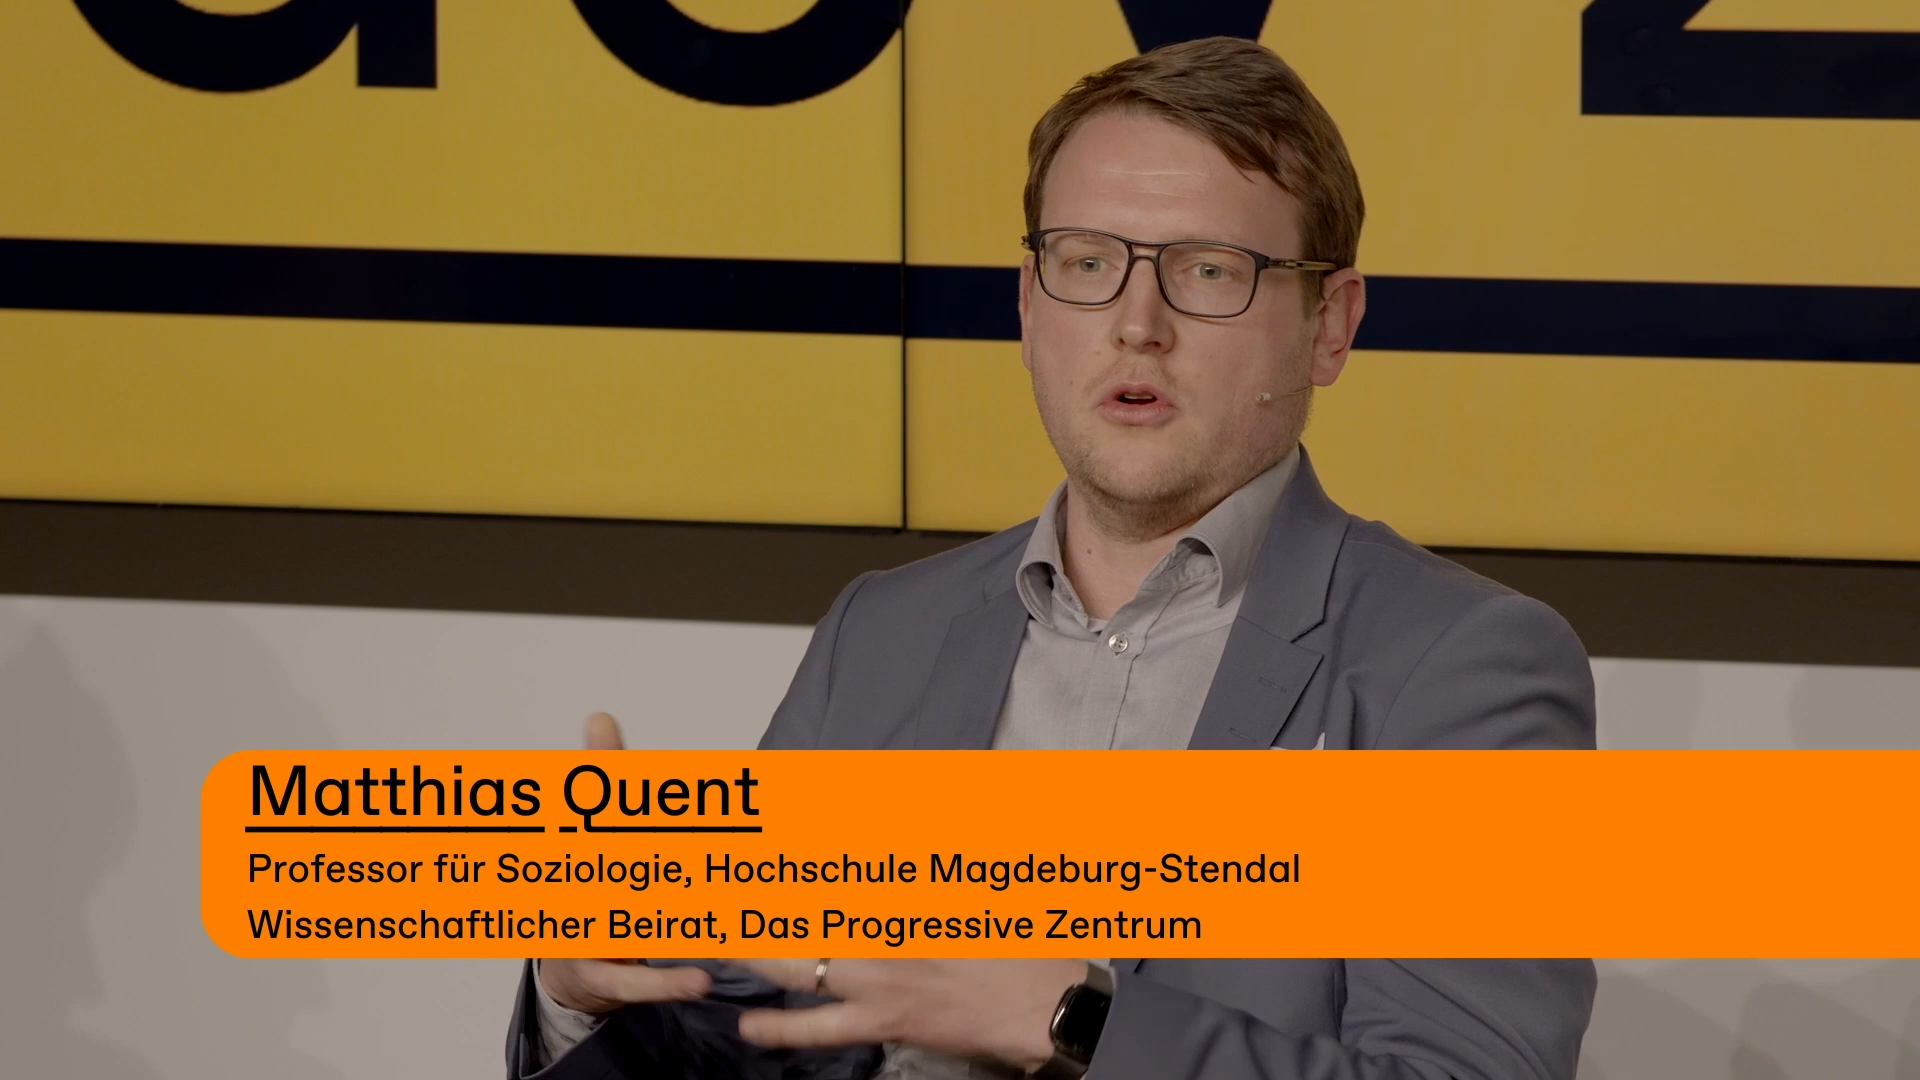 Matthias Quent
Professor für Soziologie, Hochschule Magdeburg-Stendal
Wissenschaftlicher Beirat, Das Progressive Zentrum